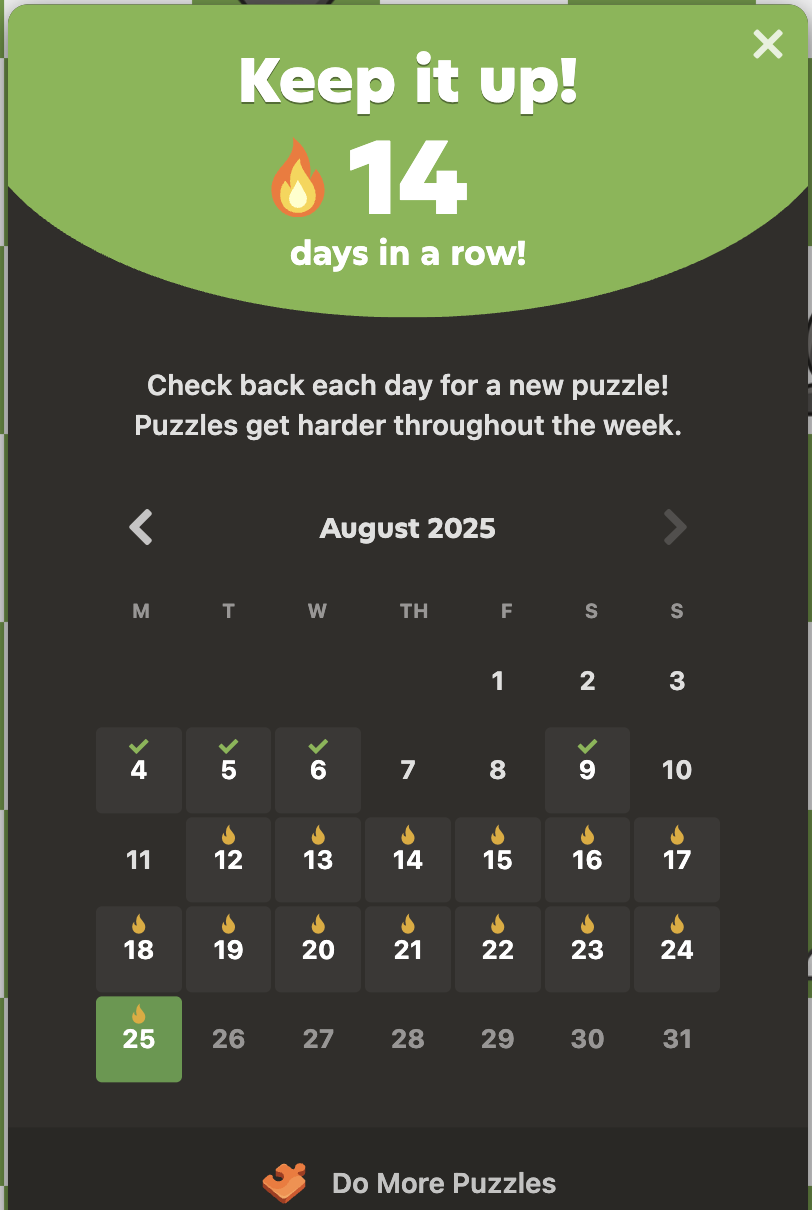 Keep it up!
14
days in a row!
Check back each day for a new puzzle!
Puzzles get harder throughout the week.
August 2025
M T W TH F S S
1 2 3
4 5 6 7 8 9 10
11 12 13 14 15 16 17
18 19 20 21 22 23 24
25 26 27 28 29 30 31
Do More Puzzles